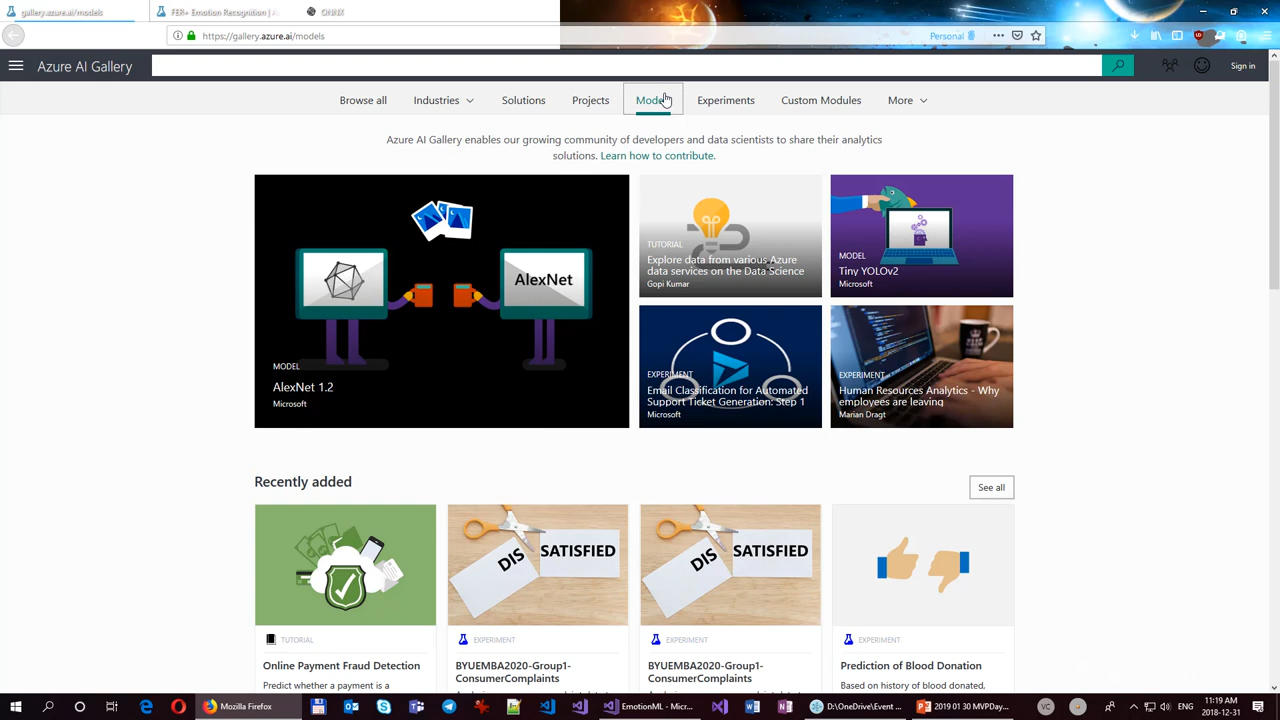 gallery.azure.ai/models
FER+ Emotion Recognition | A
ONNX
https://gallery.azure.ai/models
Personal
Azure AI Gallery
Sign in
Browse all
Industries
Solutions
Projects
Experiments
Custom Modules
More
Azure AI Gallery enables our growing community of developers and data scientists to share their analytics
solutions. Learn how to contribute.
AlexNet
MODEL
AlexNet 1.2
Microsoft
TUTORIAL
Explore data from various Azure
data services on the Data Science
Gopi Kumar
MODEL
Tiny YOLOv2
Microsoft
EXPERIMENT
Email Classification for Automated
Support Ticket Generation: Step 1
Microsoft
EXPERIMENT
Human Resources Analytics - Why
employees are leaving
Marian Dragt
Recently added
See all
DIS SATISFIED
DIS SATISFIED
TUTORIAL
EXPERIMENT
EXPERIMENT
EXPERIMENT
Online Payment Fraud Detection
BYUEMBA2020-Group1-
ConsumerComplaints
BYUEMBA2020-Group1-
ConsumerComplaints
Prediction of Blood Donation
Predict whether a payment is a
Based on history of blood donated,
Mozilla Firefox
EmotionML - Micr...
D:\OneDrive\Event ...
2019 01 30 MVPDay...
VC
ENG
11:19 AM
2018-12-31